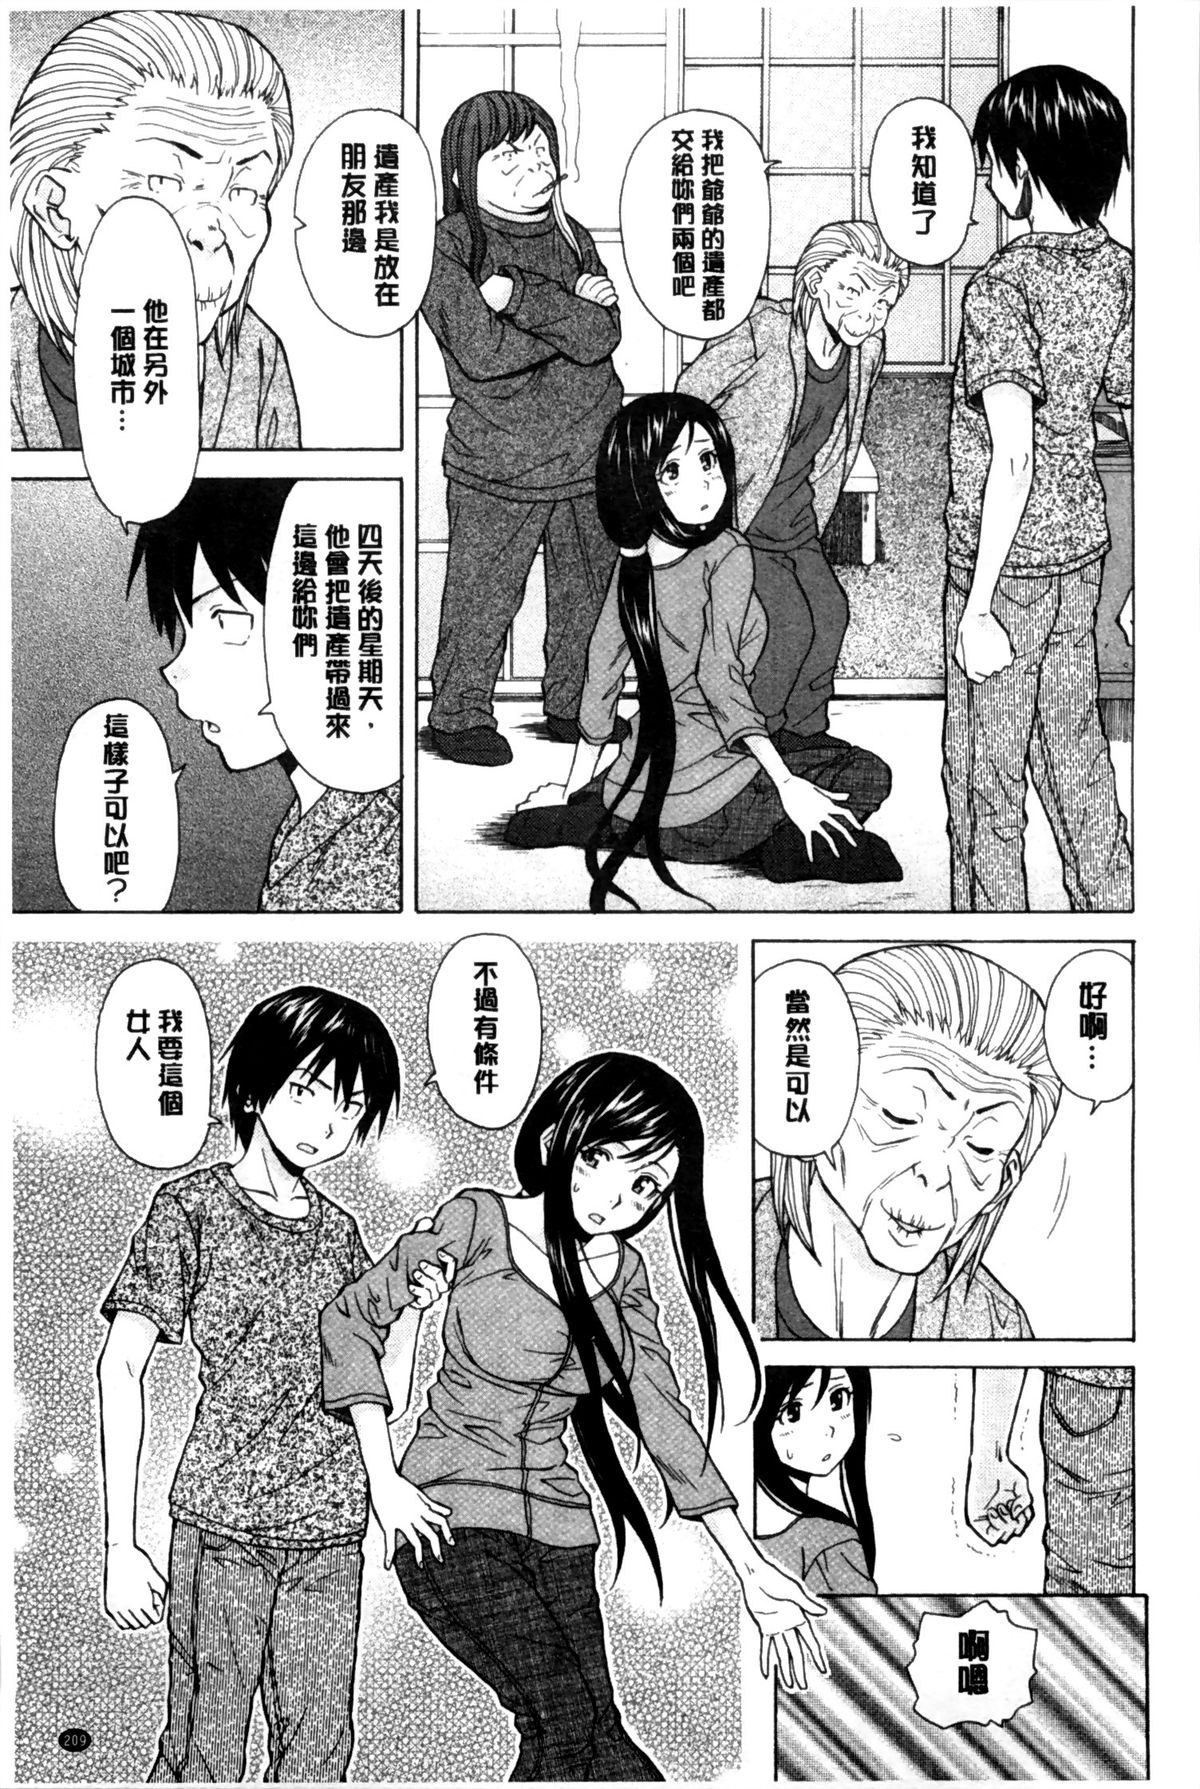 我知道了
我把爺爺的遺產都
交給妳們兩個吧
遺產我是放在
朋友那邊
他在另外
一個城市…
四天後的星期天，
他會把遺產帶過來
這邊給妳們
這樣子可以吧？
好啊…
當然是可以
啊嗯
不過有條件
我要這個
女人
209